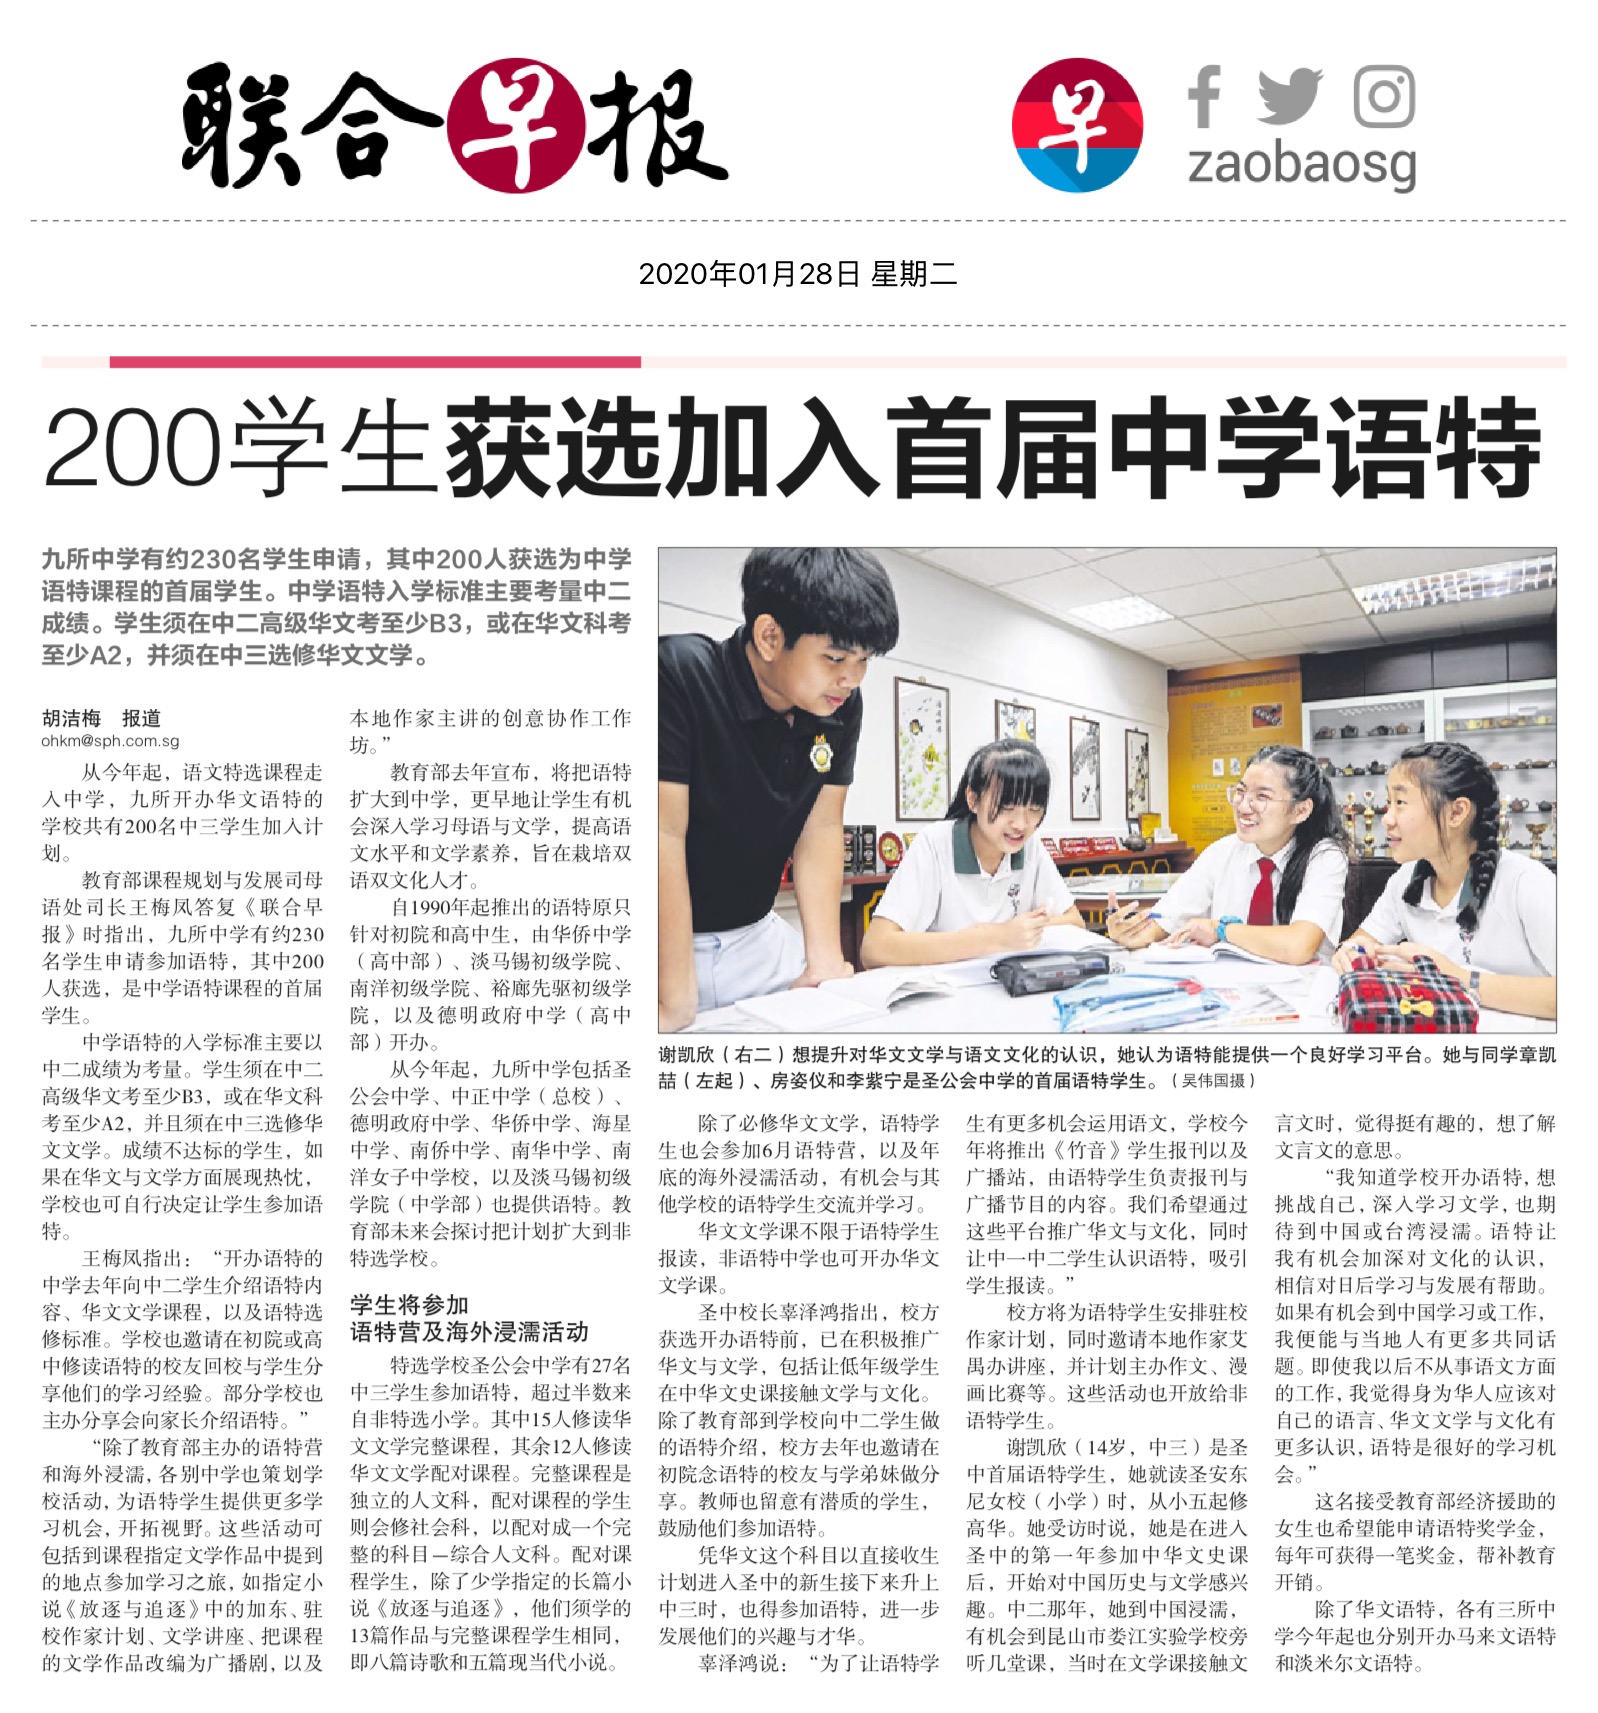 联合早报
早
zaobaosg
2020年01月28日 星期二
200学生获选加入首届中学语特
九所中学有约230名学生申请，其中200人获选为中学
语特课程的首届学生。中学语特入学标准主要考量中二
成绩。学生须在中二高级华文考至少B3，或在华文科考
至少A2，并须在中三选修华文文学。
胡洁梅　报道
ohkm@sph.com.sg
从今年起，语文特选课程走
入中学，九所开办华文语特的
学校共有200名中三学生加入计
划。
教育部课程规划与发展司母
语处司长王梅凤答复《联合早
报》时指出，九所中学有约230
名学生申请参加语特，其中200
人获选，是中学语特课程的首届
学生。
中学语特的入学标准主要以
中二成绩为考量。学生须在中二
高级华文考至少B3，或在华文科
考至少A2，并且须在中三选修华
文文学。成绩不达标的学生，如
果在华文与文学方面展现热忱，
学校也可自行决定让学生参加语
特。
王梅凤指出：“开办语特的
中学去年向中二学生介绍语特内
容、华文文学课程，以及语特选
修标准。学校也邀请在初院或高
中修读语特的校友回校与学生分
享他们的学习经验。部分学校也
主办分享会向家长介绍语特。”
“除了教育部主办的语特营
和海外浸濡，各别中学也策划学
校活动，为语特学生提供更多学
习机会，开拓视野。这些活动可
包括到课程指定文学作品中提到
的地点参加学习之旅，如指定小
说《放逐与追逐》中的加东、驻
校作家计划、文学讲座、把课程
的文学作品改编为广播剧，以及
本地作家主讲的创意协作工作
坊。”
教育部去年宣布，将把语特
扩大到中学，更早地让学生有机
会深入学习母语与文学，提高语
文水平和文学素养，旨在栽培双
语双文化人才。
自1990年起推出的语特原只
针对初院和高中生，由华侨中学
（高中部）、淡马锡初级学院、
南洋初级学院、裕廊先驱初级学
院，以及德明政府中学（高中
部）开办。
从今年起，九所中学包括圣
公会中学、中正中学（总校）、
德明政府中学、华侨中学、海星
中学、南侨中学、南华中学、南
洋女子中学校，以及淡马锡初级
学院（中学部）也提供语特。教
育部未来会探讨把计划扩大到非
特选学校。
学生将参加
语特营及海外浸濡活动
特选学校圣公会中学有27名
中三学生参加语特，超过半数来
自非特选小学。其中15人修读华
文文学完整课程，其余12人修读
华文文学配对课程。完整课程是
独立的人文科，配对课程的学生
则会修社会科，以配对成一个完
整的科目—综合人文科。配对课
程学生，除了少学指定的长篇小
说《放逐与追逐》，他们须学的
13篇作品与完整课程学生相同，
即八篇诗歌和五篇现当代小说。
谢凯欣（右二）想提升对华文文学与语文文化的认识，她认为语特能提供一个良好学习平台。她与同学章凯
喆（左起）、房姿仪和李紫宁是圣公会中学的首届语特学生。（吴伟国摄）
除了必修华文文学，语特学
生也会参加6月语特营，以及年
底的海外浸濡活动，有机会与其
他学校的语特学生交流并学习。
华文文学课不限于语特学生
报读，非语特中学也可开办华文
文学课。
圣中校长辜泽鸿指出，校方
获选开办语特前，已在积极推广
华文与文学，包括让低年级学生
在中华文史课接触文学与文化。
除了教育部到学校向中二学生做
的语特介绍，校方去年也邀请在
初院念语特的校友与学弟妹做分
享。教师也留意有潜质的学生，
鼓励他们参加语特。
凭华文这个科目以直接收生
计划进入圣中的新生接下来升上
中三时，也得参加语特，进一步
发展他们的兴趣与才华。
辜泽鸿说：“为了让语特学
生有更多机会运用语文，学校今
年将推出《竹音》学生报刊以及
广播站，由语特学生负责报刊与
广播节目的内容。我们希望通过
这些平台推广华文与文化，同时
让中一中二学生认识语特，吸引
学生报读。”
校方将为语特学生安排驻校
作家计划，同时邀请本地作家艾
禺办讲座，并计划主办作文、漫
画比赛等。这些活动也开放给非
语特学生。
谢凯欣（14岁，中三）是圣
中首届语特学生，她就读圣安东
尼女校（小学）时，从小五起修
高华。她受访时说，她是在进入
圣中的第一年参加中华文史课
后，开始对中国历史与文学感兴
趣。中二那年，她到中国浸濡，
有机会到昆山市娄江实验学校旁
听几堂课，当时在文学课接触文
言文时，觉得挺有趣的，想了解
文言文的意思。
“我知道学校开办语特，想
挑战自己，深入学习文学，也期
待到中国或台湾浸濡。语特让
我有机会加深对文化的认识，
相信对日后学习与发展有帮助。
如果有机会到中国学习或工作，
我便能与当地人有更多共同话
题。即使我以后不从事语文方面
的工作，我觉得身为华人应该对
自己的语言、华文文学与文化有
更多认识，语特是很好的学习机
会。”
这名接受教育部经济援助的
女生也希望能申请语特奖学金，
每年可获得一笔奖金，帮补教育
开销。
除了华文语特，各有三所中
学今年起也分别开办马来文语特
和淡米尔文语特。